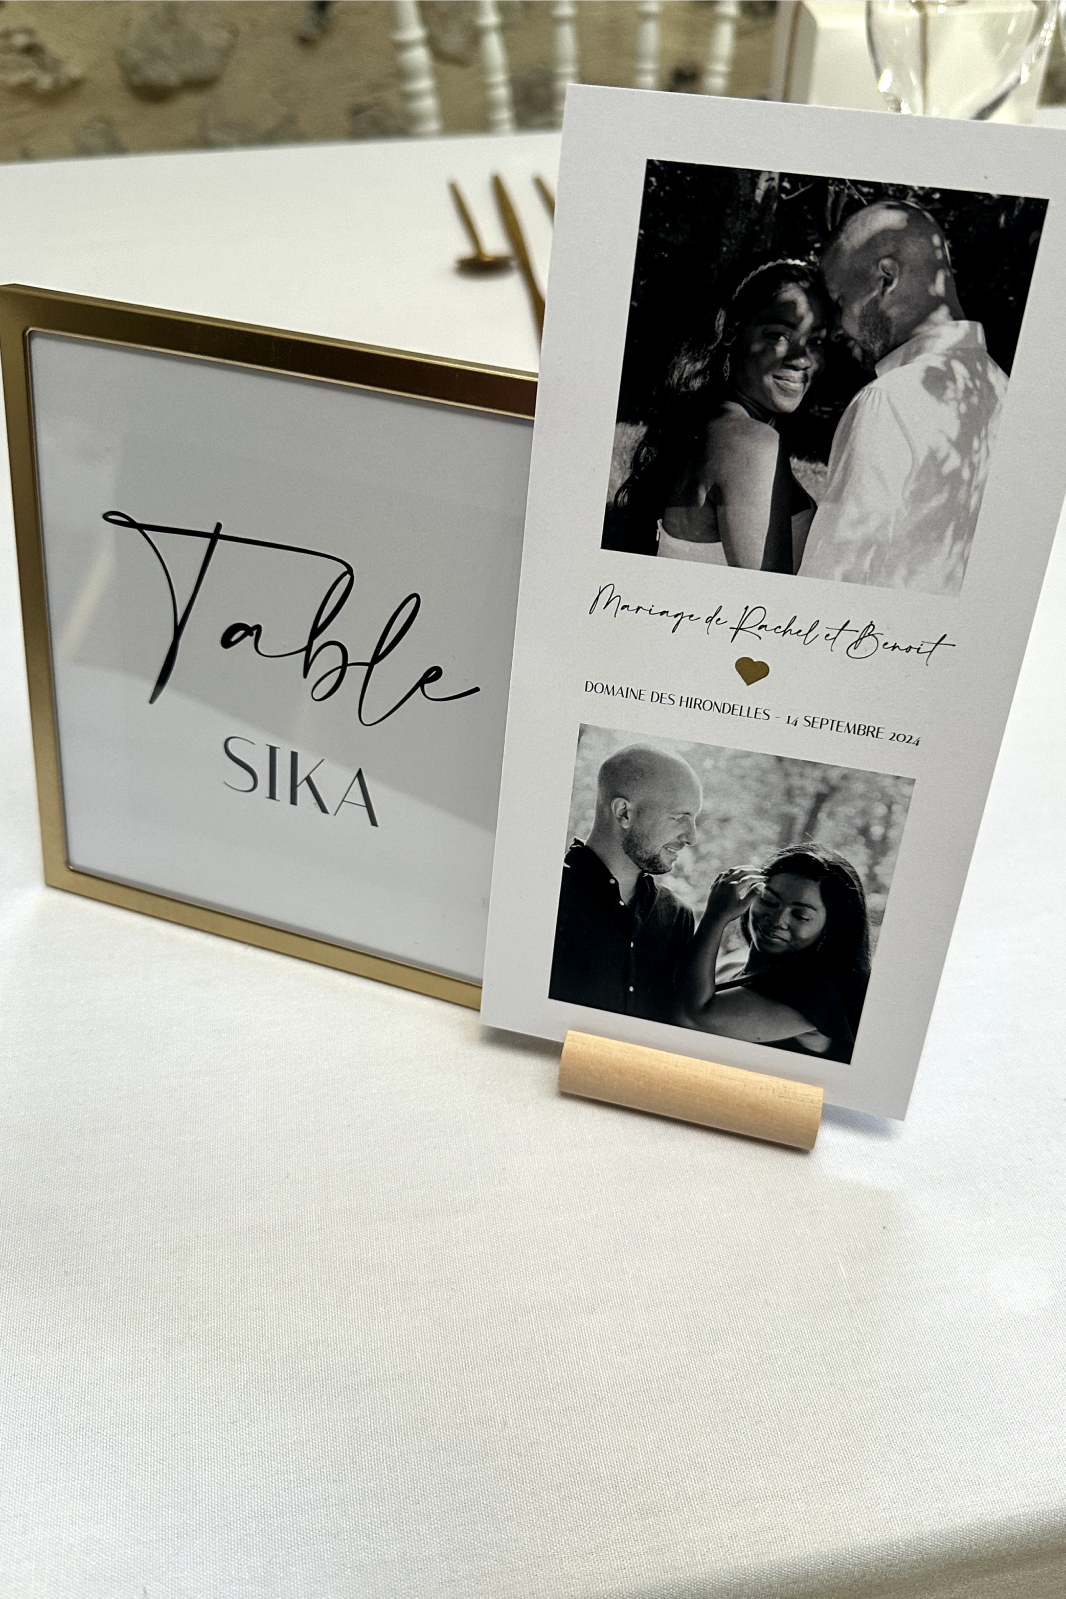 Table
SIKA
Mariage de Rachel et Benoit
DOMAINE DES HIRONDELLES - 14 SEPTEMBRE 2024